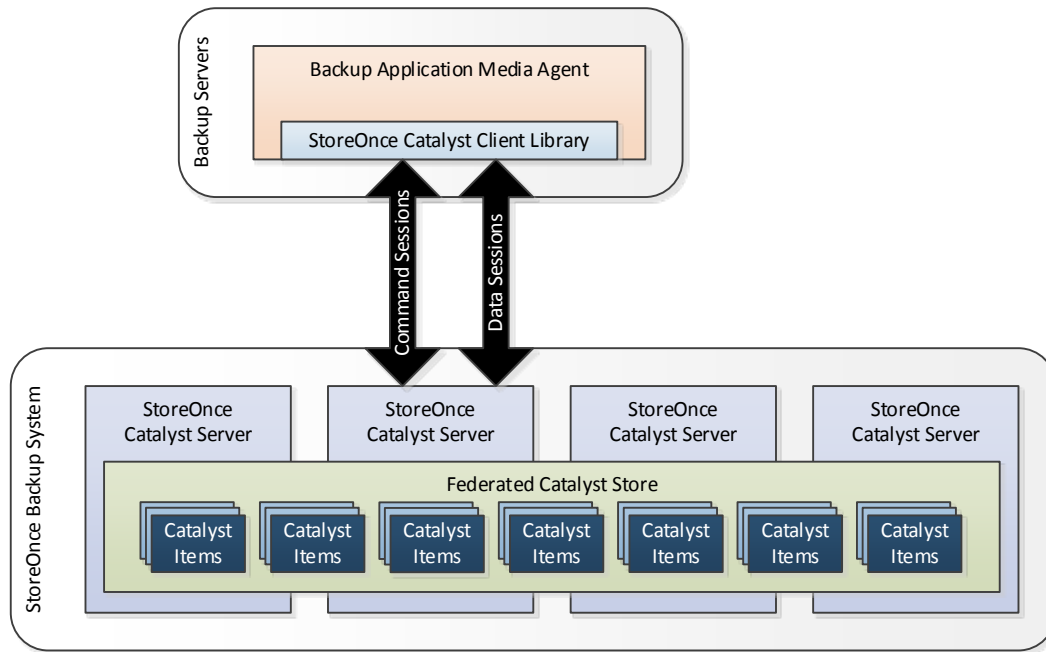 Backup Servers
Backup Application Media Agent
StoreOnce Catalyst Client Library
Command Sessions
Data Sessions
StoreOnce Backup System
StoreOnce
Catalyst Server
StoreOnce
Catalyst Server
StoreOnce
Catalyst Server
StoreOnce
Catalyst Server
Federated Catalyst Store
Catalyst
Items
Catalyst
Items
Catalyst
Items
Catalyst
Items
Catalyst
Items
Catalyst
Items
Catalyst
Items